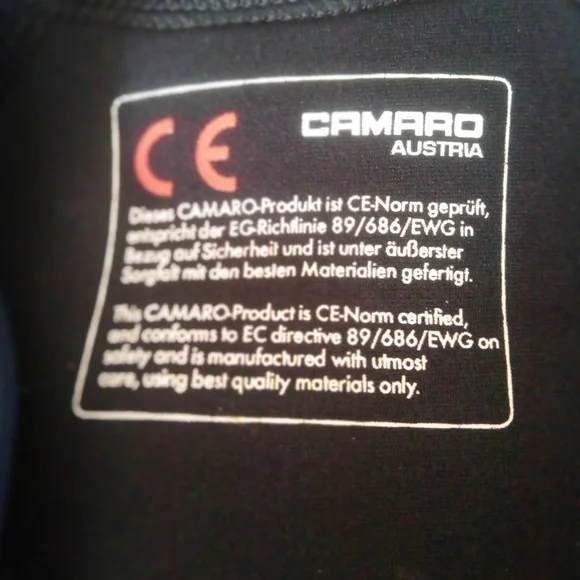 CE
CAMARO
AUSTRIA
Dieses CAMARO-Produkt ist CE-Norm geprüft,
entspricht der EG-Richtlinie 89/686/EWG in
Bezug auf Sicherheit und ist unter äußerster
Sorgfalt mit den besten Materialien gefertigt.
This CAMARO-Product is CE-Norm certified,
and conforms to EC directive 89/686/EWG on
safety and is manufactured with utmost
care, using best quality materials only.